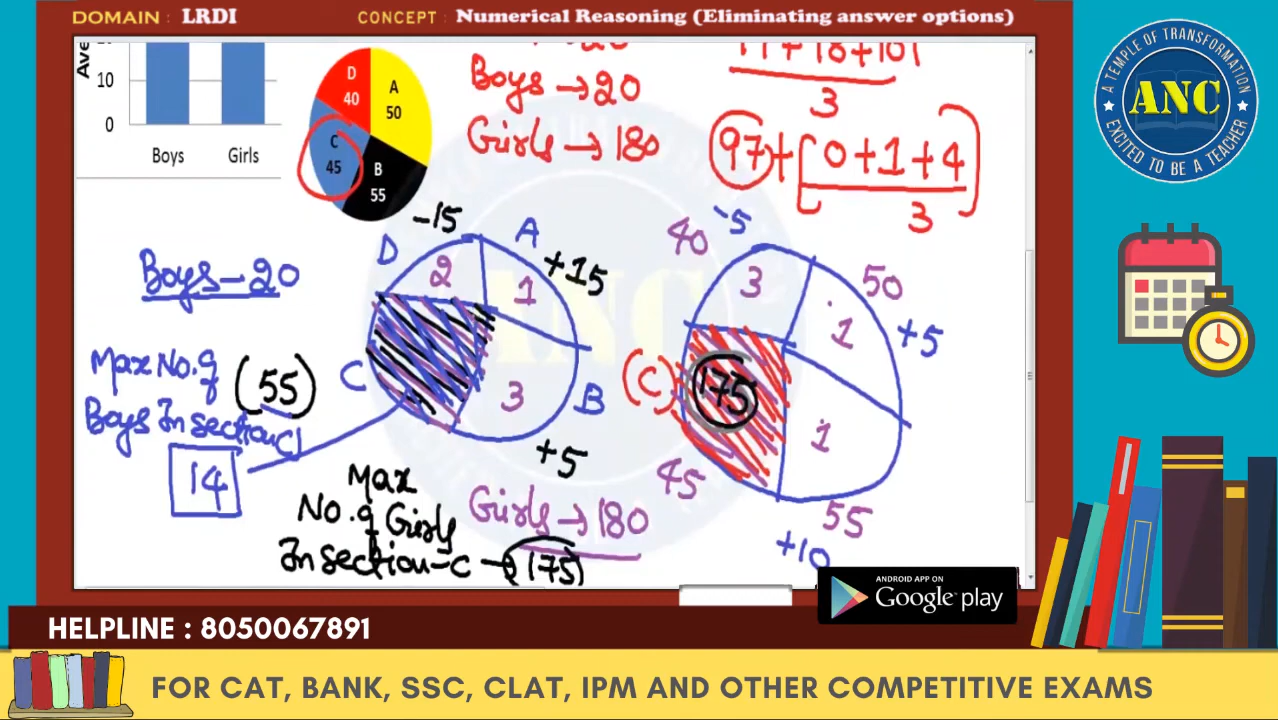 DOMAIN : LRDI
CONCEPT : Numerical Reasoning (Eliminating answer options)
Ave
10
0
Boys
Girls
D
40
A
50
C
45
B
55
Boys → 20
Girls → 180
3
97 + [0+1+4]
3
Boys - 20
Max No. of
Boys In section C
(55)
14
D
-15
A
+15
2
1
C
3
B
+5
Max
No. of Girls
In section-C → 175
Girls → 180
40
-5
3
50
1
+5
(C)
175
1
45
55
+10
A TEMPLE OF TRANSFORMATION
ANC
EXCITED TO BE A TEACHER
ANC
ANDROID APP ON
Google play
HELPLINE : 8050067891
FOR CAT, BANK, SSC, CLAT, IPM AND OTHER COMPETITIVE EXAMS